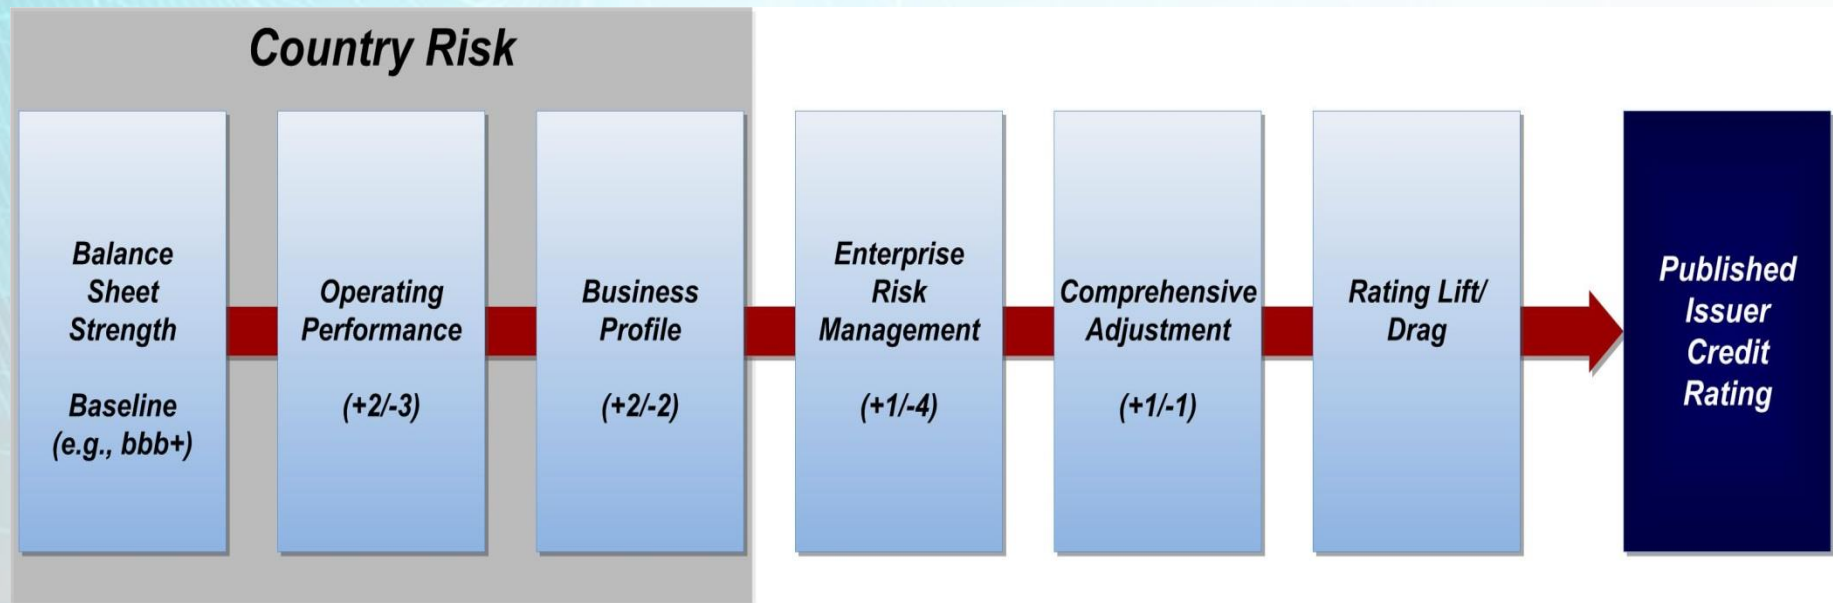 Country Risk
Balance
Sheet
Strength
Baseline
(e.g., bbb+)
Operating
Performance
(+2/-3)
Business
Profile
(+2/-2)
Enterprise
Risk
Management
(+1/-4)
Comprehensive
Adjustment
(+1/-1)
Rating Lift/
Drag
Published
Issuer
Credit
Rating